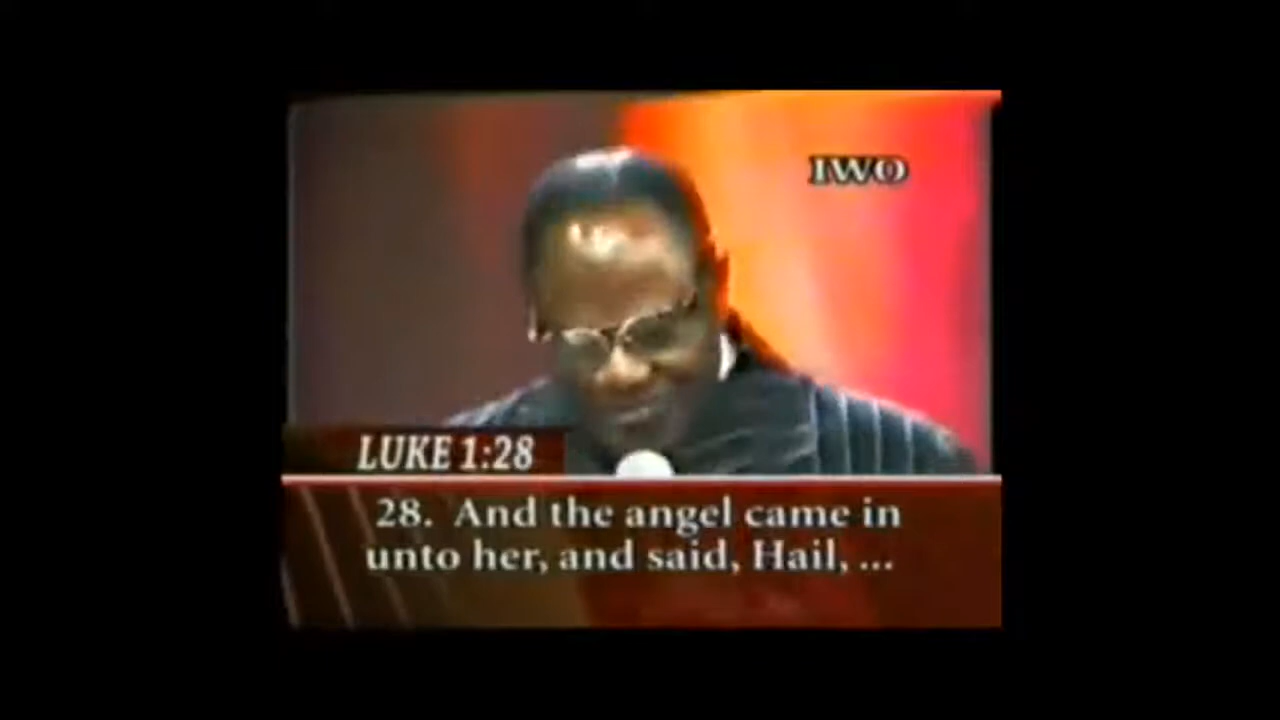 IWO
LUKE 1:28
28. And the angel came in
unto her, and said, Hail, ...